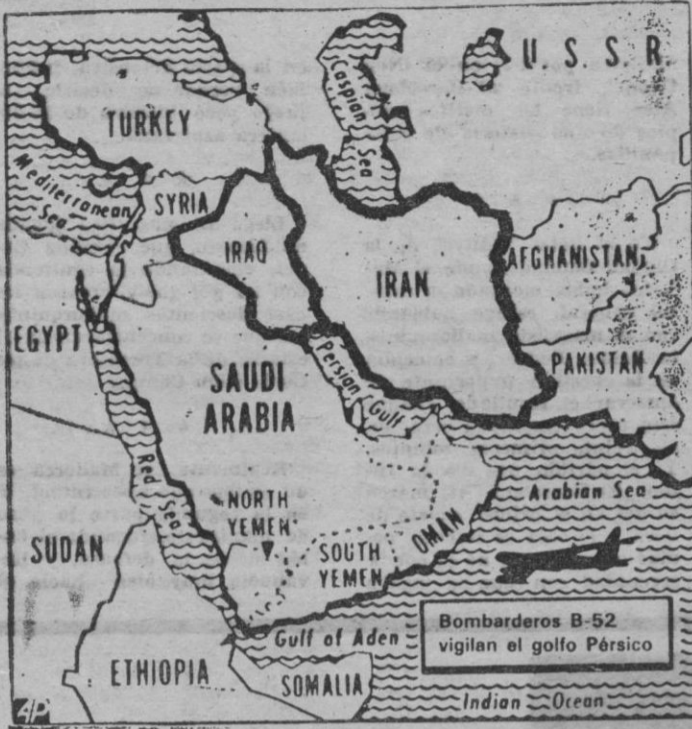 U S S R
Caspian
Sea
TURKEY
Mediterranean
Sea
SYRIA
IRAQ
IRAN
AFGHANISTAN
PAKISTAN
EGYPT
SAUDI
ARABIA
Persian Gulf
Red
Sea
NORTH
YEMEN
SOUTH
YEMEN
OMAN
Arabian Sea
SUDAN
Gulf of Aden
Bombarderos B-52
vigilan el golfo Pérsico
ETHIOPIA
SOMALIA
Indian Ocean
AP